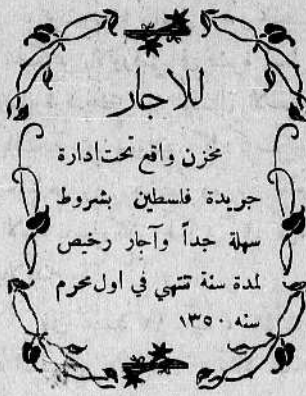 للاجار
مخزن واقع تحت ادارة
جريدة فلسطين بشروط
سهلة جداً وآجار رخيص
لمدة سنة تنتهي في اول محرم
سنه ١٣٥٠